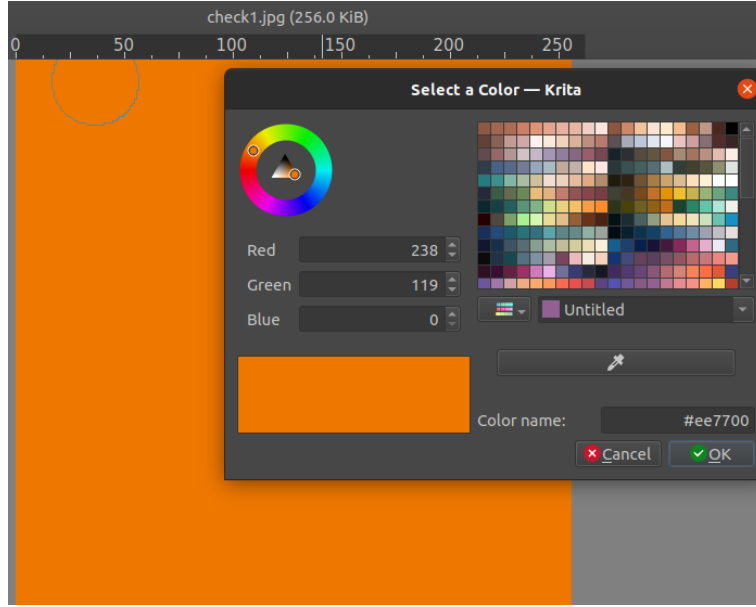 check1.jpg (256.0 KiB)
0 50 100 150 200 250
Select a Color — Krita
Red 238
Green 119
Blue 0
Untitled
Color name: #ee7700
Cancel OK